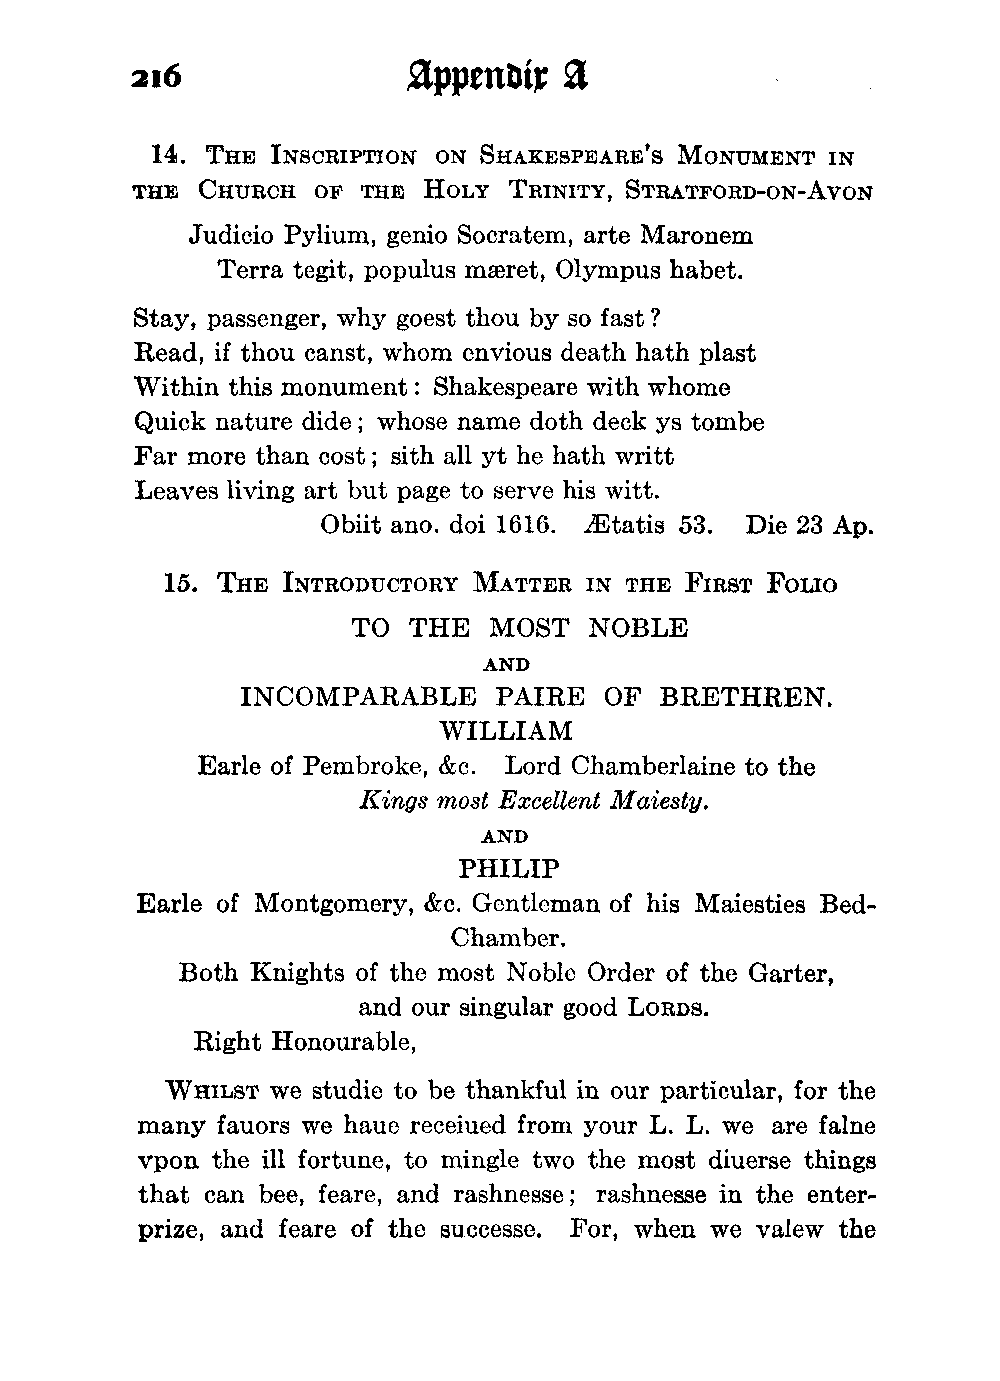 216 Appendix A
14. The Inscription on Shakespeare's Monument in
the Church of the Holy Trinity, Stratford-on-Avon
Judicio Pylium, genio Socratem, arte Maronem
Terra tegit, populus mæret, Olympus habet.
Stay, passenger, why goest thou by so fast?
Read, if thou canst, whom envious death hath plast
Within this monument: Shakespeare with whome
Quick nature dide; whose name doth deck ys tombe
Far more than cost; sith all yt he hath writt
Leaves living art but page to serve his witt.
Obiit ano. doi 1616. Ætatis 53. Die 23 Ap.
15. The Introductory Matter in the First Folio
TO THE MOST NOBLE
AND
INCOMPARABLE PAIRE OF BRETHREN.
WILLIAM
Earle of Pembroke, &c. Lord Chamberlaine to the
Kings most Excellent Maiesty.
AND
PHILIP
Earle of Montgomery, &c. Gentleman of his Maiesties Bed-
Chamber.
Both Knights of the most Noble Order of the Garter,
and our singular good Lords.
Right Honourable,
Whilst we studie to be thankful in our particular, for the
many fauors we haue receiued from your L. L. we are falne
vpon the ill fortune, to mingle two the most diuerse things
that can bee, feare, and rashnesse; rashnesse in the enter-
prize, and feare of the successe. For, when we valew the